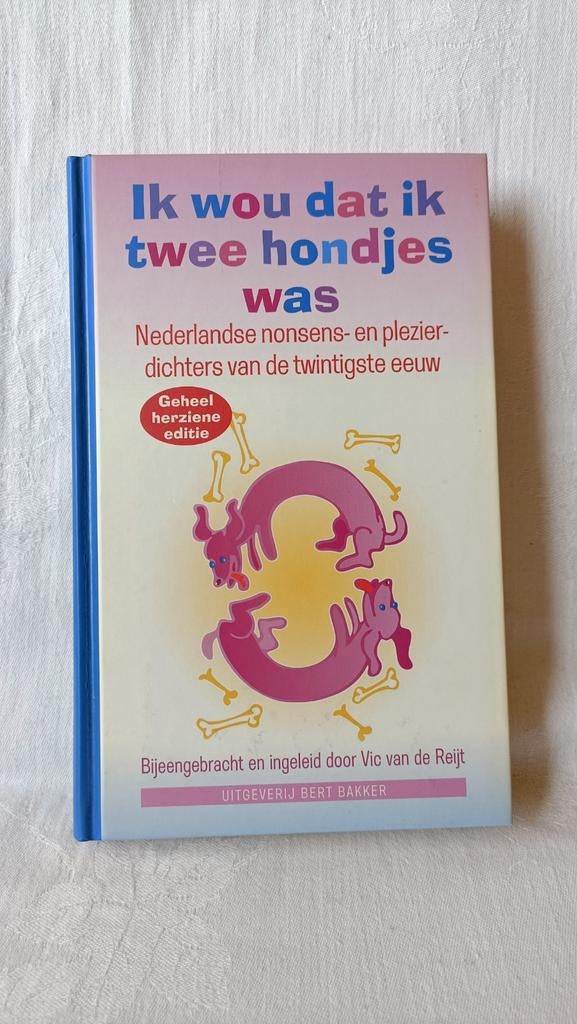 Ik wou dat ik
twee hondjes
was
Nederlandse nonsens- en plezier-
dichters van de twintigste eeuw
Geheel
herziene
editie
Bijeengebracht en ingeleid door Vic van de Reijt
UITGEVERIJ BERT BAKKER